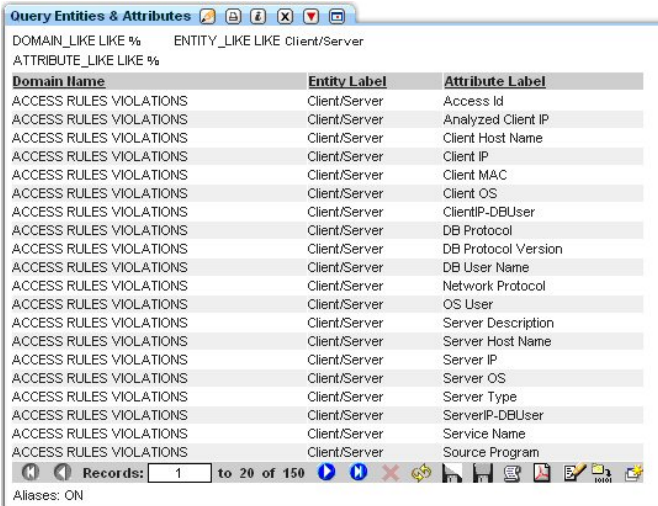 Query Entities & Attributes
DOMAIN_LIKE LIKE % ENTITY_LIKE LIKE Client/Server
ATTRIBUTE_LIKE LIKE %
Domain Name Entity Label Attribute Label
ACCESS RULES VIOLATIONS Client/Server Access Id
ACCESS RULES VIOLATIONS Client/Server Analyzed Client IP
ACCESS RULES VIOLATIONS Client/Server Client Host Name
ACCESS RULES VIOLATIONS Client/Server Client IP
ACCESS RULES VIOLATIONS Client/Server Client MAC
ACCESS RULES VIOLATIONS Client/Server Client OS
ACCESS RULES VIOLATIONS Client/Server ClientIP-DBUser
ACCESS RULES VIOLATIONS Client/Server DB Protocol
ACCESS RULES VIOLATIONS Client/Server DB Protocol Version
ACCESS RULES VIOLATIONS Client/Server DB User Name
ACCESS RULES VIOLATIONS Client/Server Network Protocol
ACCESS RULES VIOLATIONS Client/Server OS User
ACCESS RULES VIOLATIONS Client/Server Server Description
ACCESS RULES VIOLATIONS Client/Server Server Host Name
ACCESS RULES VIOLATIONS Client/Server Server IP
ACCESS RULES VIOLATIONS Client/Server Server OS
ACCESS RULES VIOLATIONS Client/Server Server Type
ACCESS RULES VIOLATIONS Client/Server ServerIP-DBUser
ACCESS RULES VIOLATIONS Client/Server Service Name
ACCESS RULES VIOLATIONS Client/Server Source Program
Records: 1 to 20 of 150
Aliases: ON